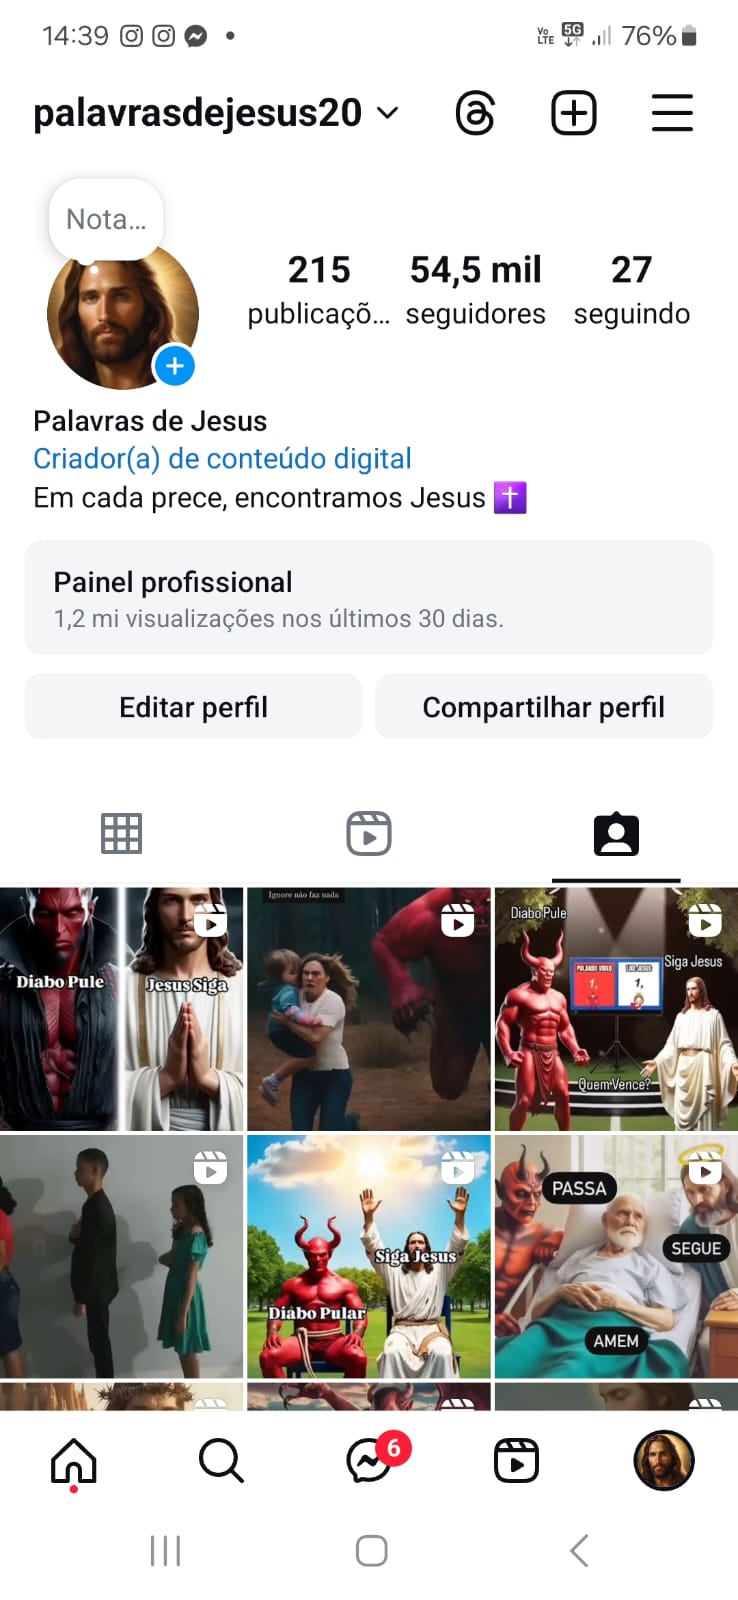 14:39
Vo LTE 5G 76%
palavrasdejesus20
Nota...
215 54,5 mil 27
publicaçõ... seguidores seguindo
Palavras de Jesus
Criador(a) de conteúdo digital
Em cada prece, encontramos Jesus ✝️
Painel profissional
1,2 mi visualizações nos últimos 30 dias.
Editar perfil Compartilhar perfil
Diabo Pule Jesus Siga
Ignore não faz nada
Diabo Pule
Siga Jesus
PULANDO VIDEO LIKE JESUS
1, 1,
Quem Vence?
Siga Jesus
Diabo Pular
PASSA
SEGUE
AMEM
6